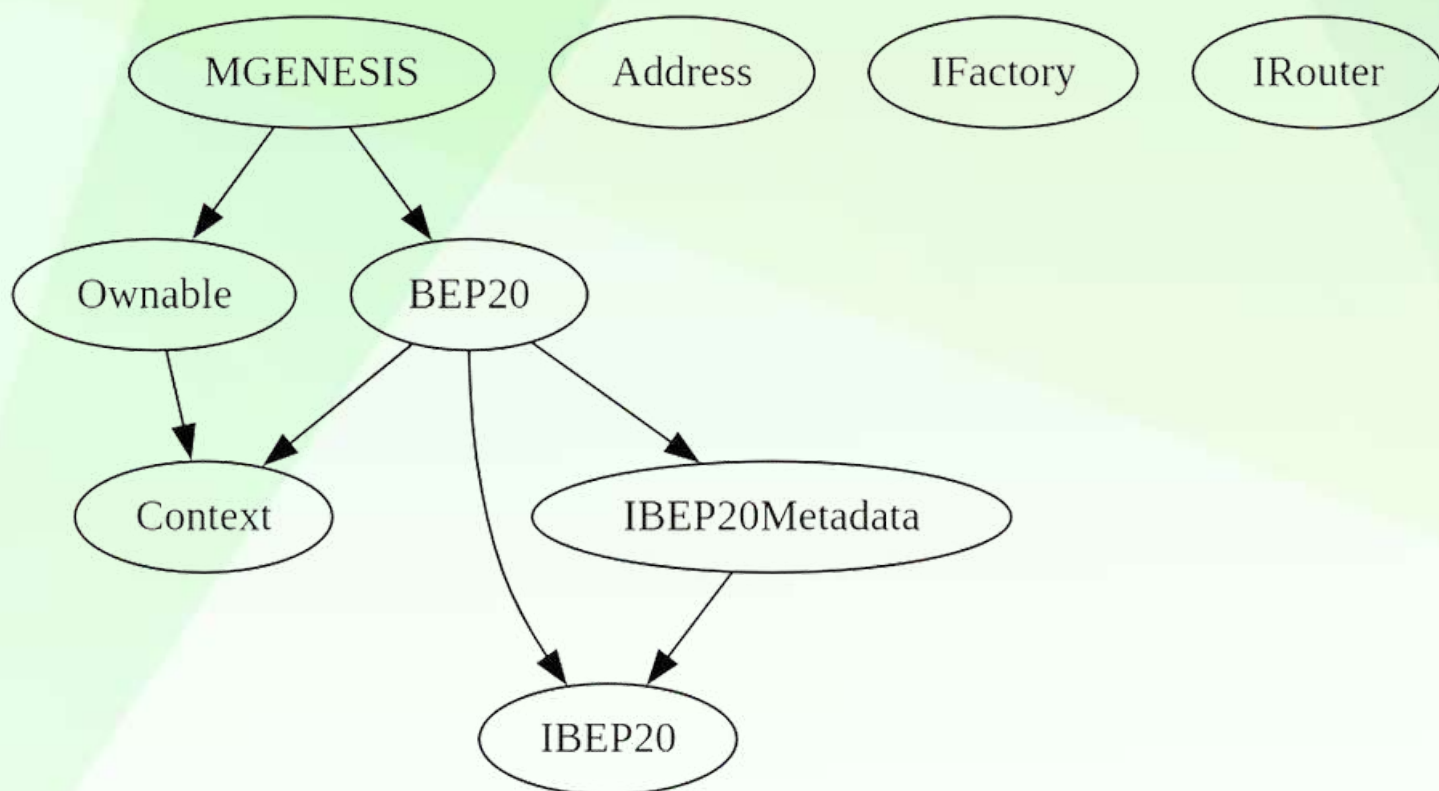 MGENESIS
Address
IFactory
IRouter
Ownable
BEP20
Context
IBEP20Metadata
IBEP20